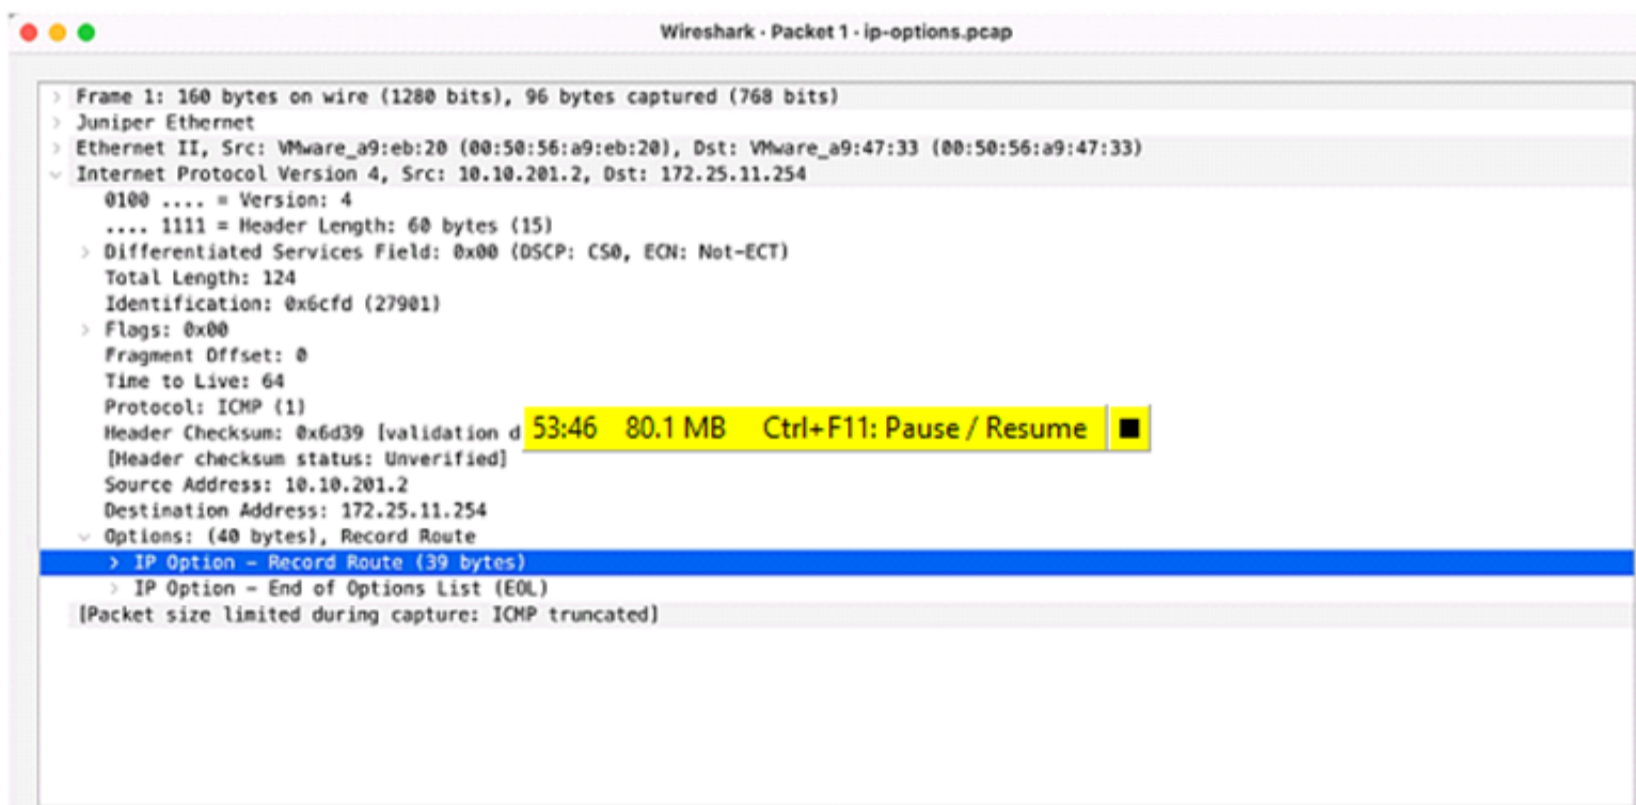 Wireshark · Packet 1 · ip-options.pcap
Frame 1: 160 bytes on wire (1280 bits), 96 bytes captured (768 bits)
Juniper Ethernet
Ethernet II, Src: VMware_a9:eb:20 (00:50:56:a9:eb:20), Dst: VMware_a9:47:33 (00:50:56:a9:47:33)
Internet Protocol Version 4, Src: 10.10.201.2, Dst: 172.25.11.254
0100 .... = Version: 4
.... 1111 = Header Length: 60 bytes (15)
Differentiated Services Field: 0x00 (DSCP: CS0, ECN: Not-ECT)
Total Length: 124
Identification: 0x6cfd (27901)
Flags: 0x00
Fragment Offset: 0
Time to Live: 64
Protocol: ICMP (1)
Header Checksum: 0x6d39 [validation d
53:46 80.1 MB Ctrl+F11: Pause / Resume
[Header checksum status: Unverified]
Source Address: 10.10.201.2
Destination Address: 172.25.11.254
Options: (40 bytes), Record Route
IP Option - Record Route (39 bytes)
IP Option - End of Options List (EOL)
[Packet size limited during capture: ICMP truncated]